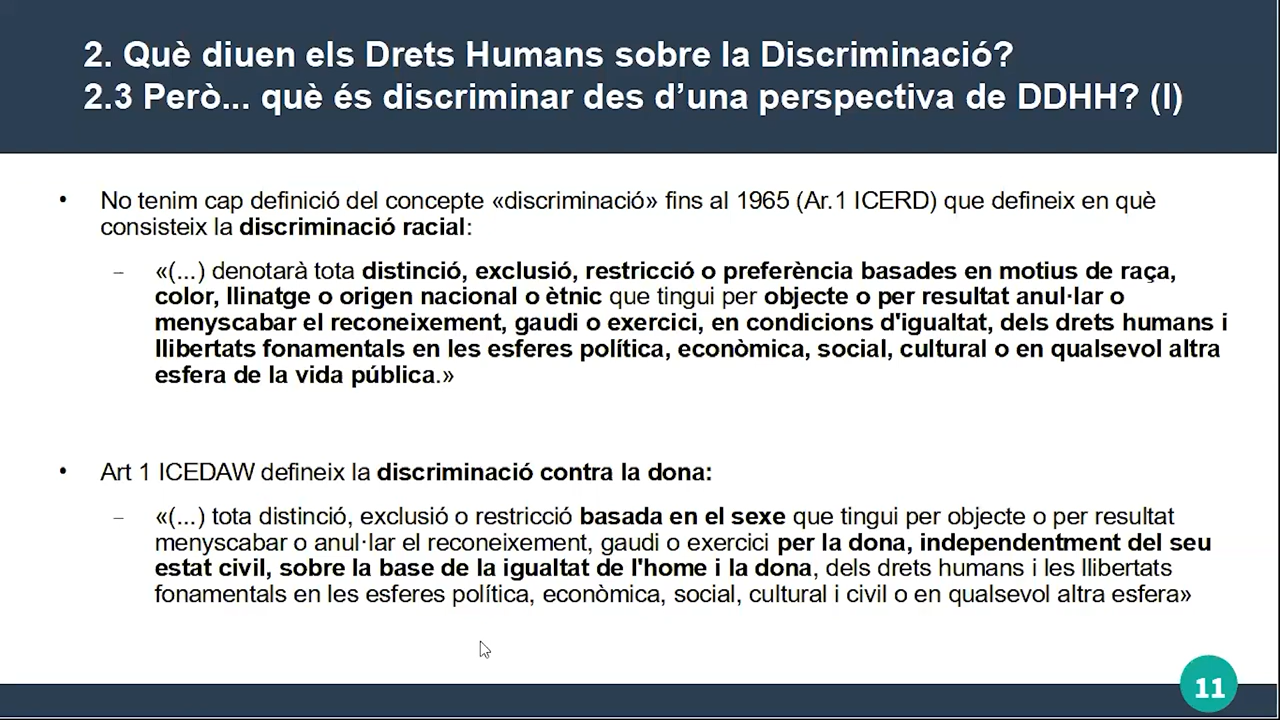 2. Què diuen els Drets Humans sobre la Discriminació?
2.3 Però... què és discriminar des d’una perspectiva de DDHH? (I)
• No tenim cap definició del concepte «discriminació» fins al 1965 (Ar.1 ICERD) que defineix en què
consisteix la discriminació racial:
– «(...) denotarà tota distinció, exclusió, restricció o preferència basades en motius de raça,
color, llinatge o origen nacional o ètnic que tingui per objecte o per resultat anul·lar o
menyscabar el reconeixement, gaudi o exercici, en condicions d'igualtat, dels drets humans i
llibertats fonamentals en les esferes política, econòmica, social, cultural o en qualsevol altra
esfera de la vida pública.»
• Art 1 ICEDAW defineix la discriminació contra la dona:
– «(...) tota distinció, exclusió o restricció basada en el sexe que tingui per objecte o per resultat
menyscabar o anul·lar el reconeixement, gaudi o exercici per la dona, independentment del seu
estat civil, sobre la base de la igualtat de l'home i la dona, dels drets humans i les llibertats
fonamentals en les esferes política, econòmica, social, cultural i civil o en qualsevol altra esfera»
11